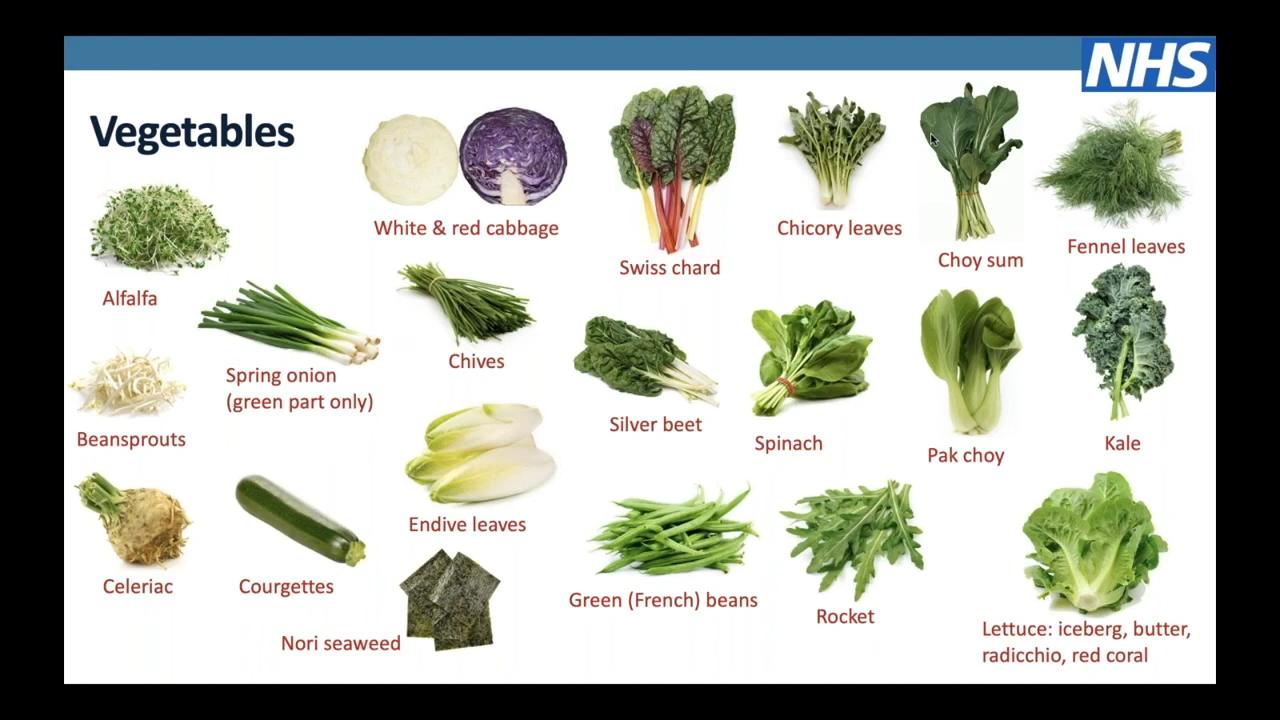 NHS
Vegetables
White & red cabbage
Swiss chard
Chicory leaves
Choy sum
Fennel leaves
Alfalfa
Spring onion
(green part only)
Chives
Silver beet
Spinach
Pak choy
Kale
Beansprouts
Endive leaves
Celeriac
Courgettes
Nori seaweed
Green (French) beans
Rocket
Lettuce: iceberg, butter,
radicchio, red coral